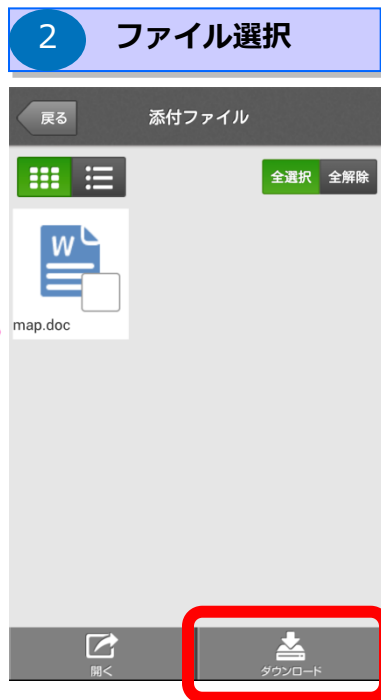 2 ファイル選択
戻る 添付ファイル
全選択 全解除
W
map.doc
開く ダウンロード